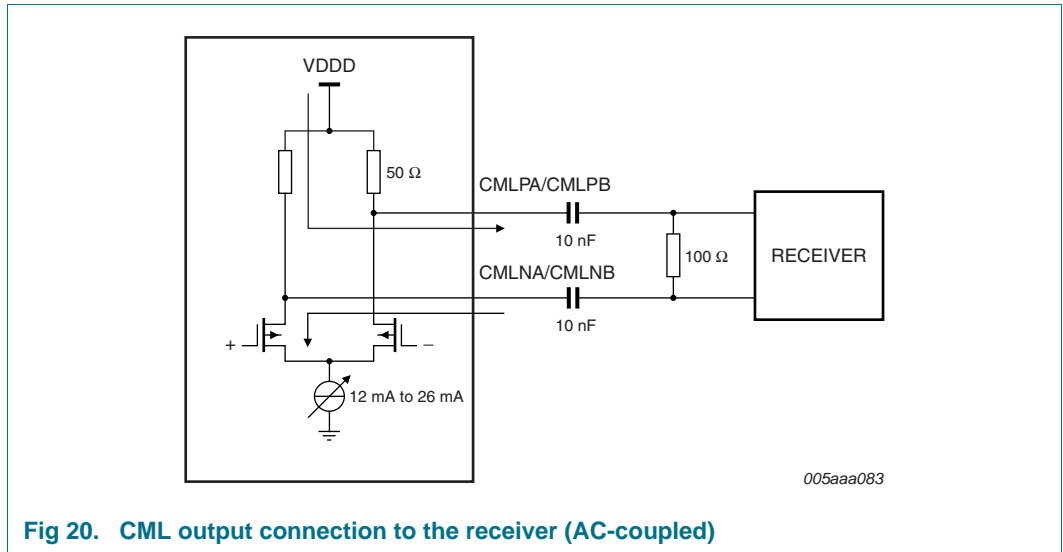 VDDD
50 Ω
CMLPA/CMLPB
10 nF
100 Ω
RECEIVER
CMLNA/CMLNB
10 nF
+
−
12 mA to 26 mA
005aaa083
Fig 20. CML output connection to the receiver (AC-coupled)